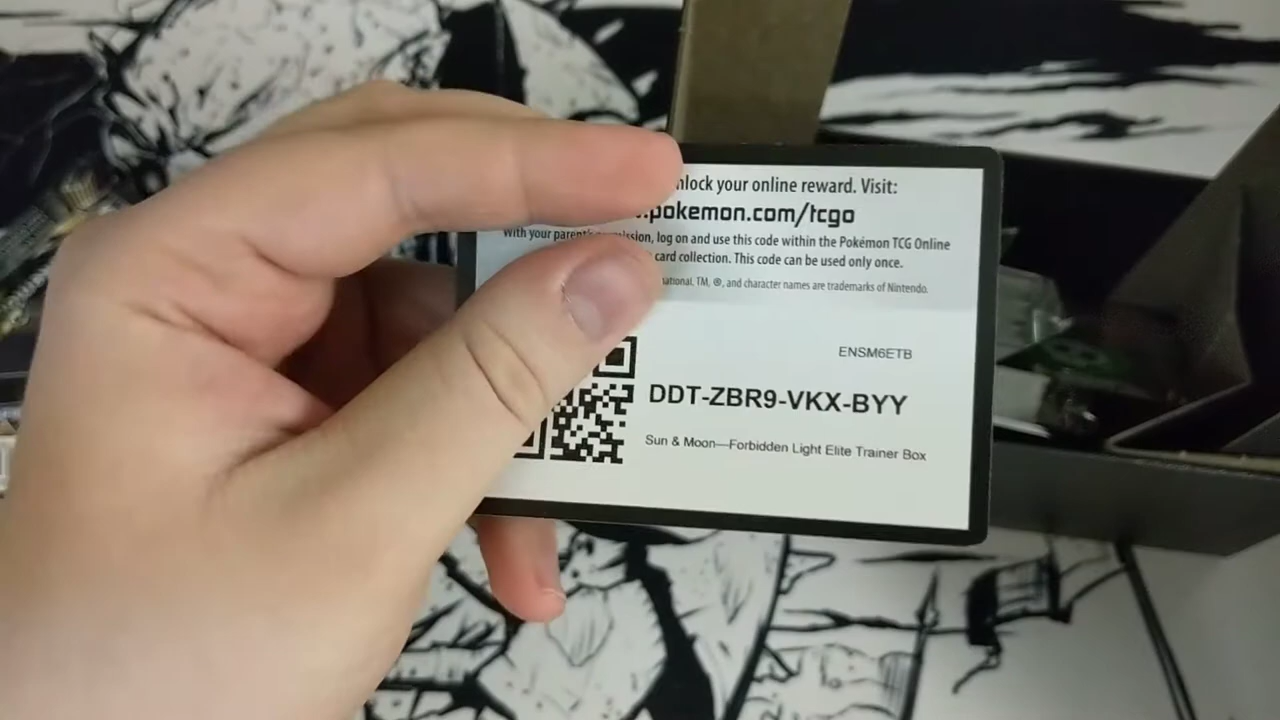 your online reward. Visit:
.pokemon.com/tcgo
With your parent's log on and use this code within the Pokémon TCG Online
card collection. This code can be used only once.
TM, ®, and character names are trademarks of Nintendo.
ENSM6ETB
DDT-ZBR9-VKX-BYY
Sun & Moon—Forbidden Light Elite Trainer Box